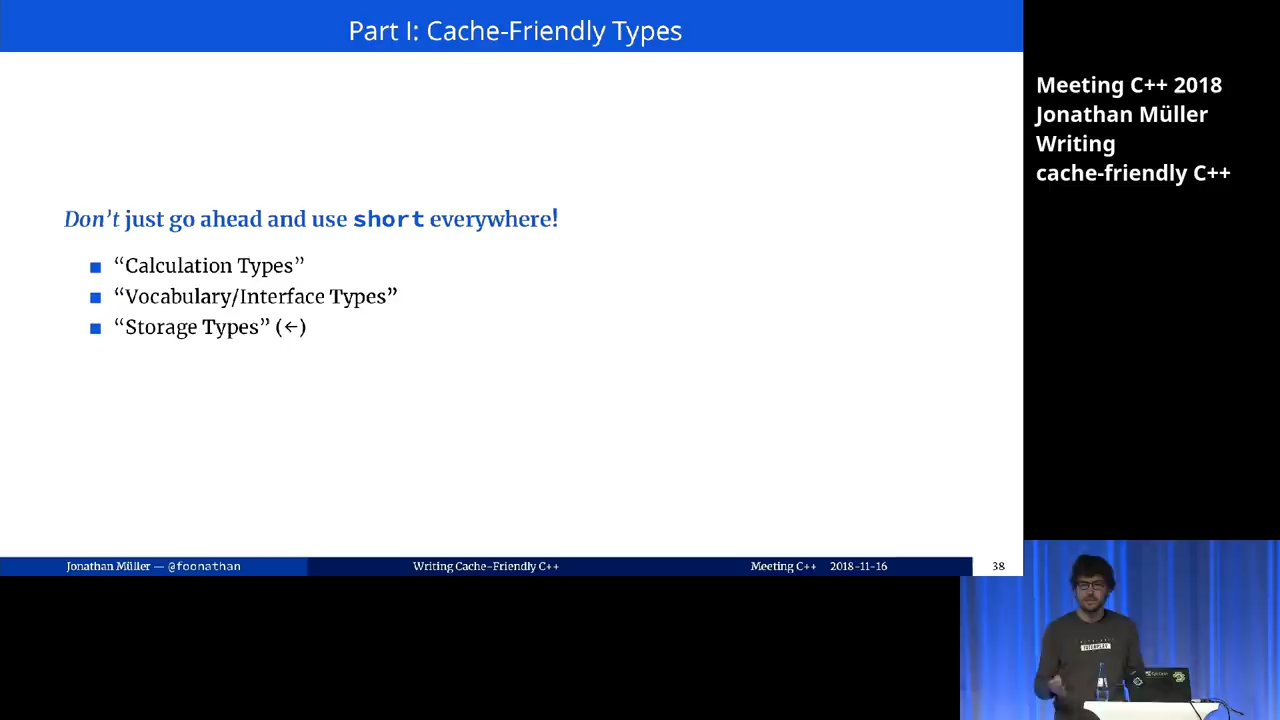 Part I: Cache-Friendly Types
Meeting C++ 2018
Jonathan Müller
Writing
cache-friendly C++
Don't just go ahead and use short everywhere!
“Calculation Types”
“Vocabulary/Interface Types”
“Storage Types” (←)
Jonathan Müller — @foonathan
Writing Cache-Friendly C++
Meeting C++ 2018-11-16
38